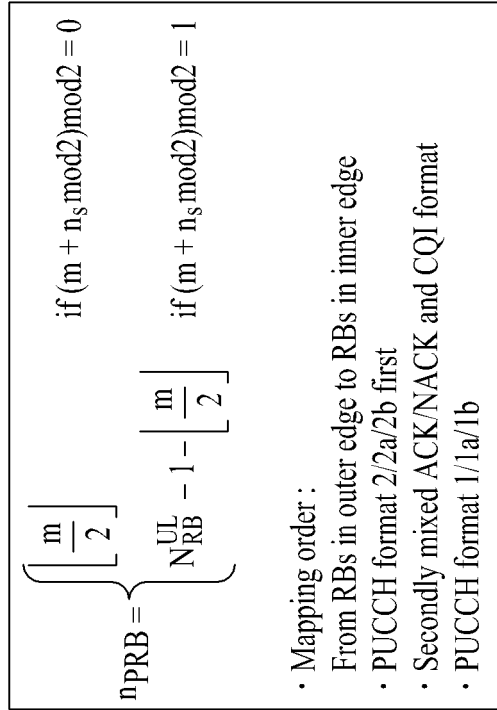 n_PRB = { ⌊m/2⌋ if (m + n_s mod2)mod2 = 0
N_RB^UL − 1 − ⌊m/2⌋ if (m + n_s mod2)mod2 = 1
· Mapping order :
From RBs in outer edge to RBs in inner edge
· PUCCH format 2/2a/2b first
· Secondly mixed ACK/NACK and CQI format
· PUCCH format 1/1a/1b